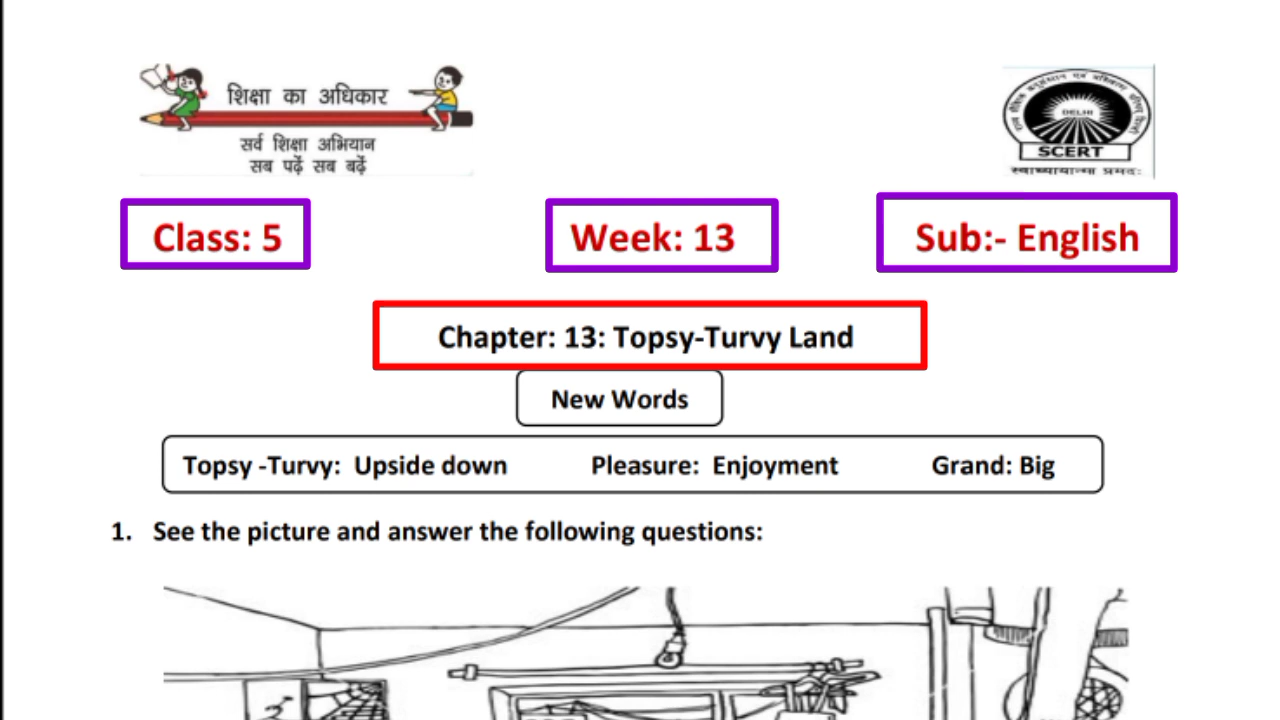 शिक्षा का अधिकार
सर्व शिक्षा अभियान
सब पढ़ें सब बढ़ें
DELHI
SCERT
Class: 5
Week: 13
Sub:- English
Chapter: 13: Topsy-Turvy Land
New Words
Topsy -Turvy: Upside down Pleasure: Enjoyment Grand: Big
1. See the picture and answer the following questions: